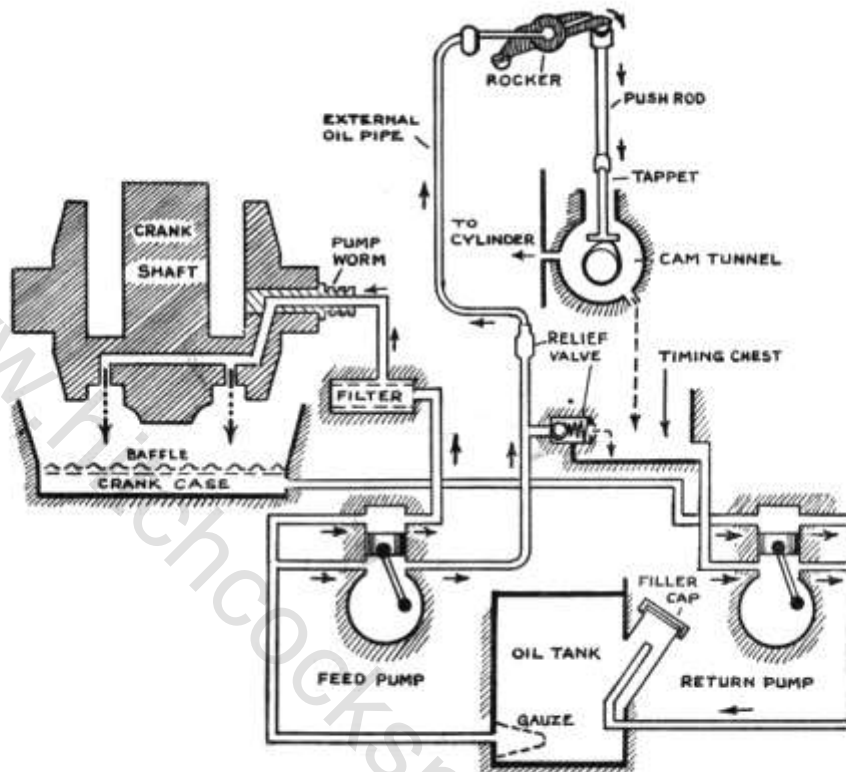 ROCKER
PUSH ROD
EXTERNAL
OIL PIPE
TAPPET
TO
CYLINDER
CAM TUNNEL
CRANK
SHAFT
PUMP
WORM
RELIEF
VALVE
TIMING CHEST
FILTER
BAFFLE
CRANK CASE
FILLER
CAP
OIL TANK
FEED PUMP
RETURN PUMP
GAUZE